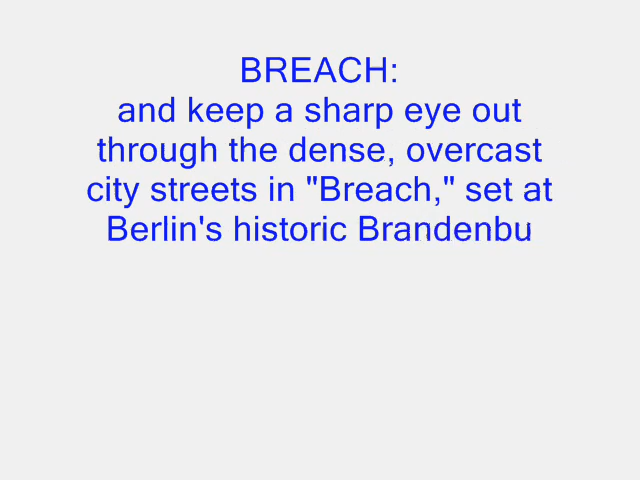 BREACH:
and keep a sharp eye out
through the dense, overcast
city streets in "Breach," set at
Berlin's historic Brandenbu